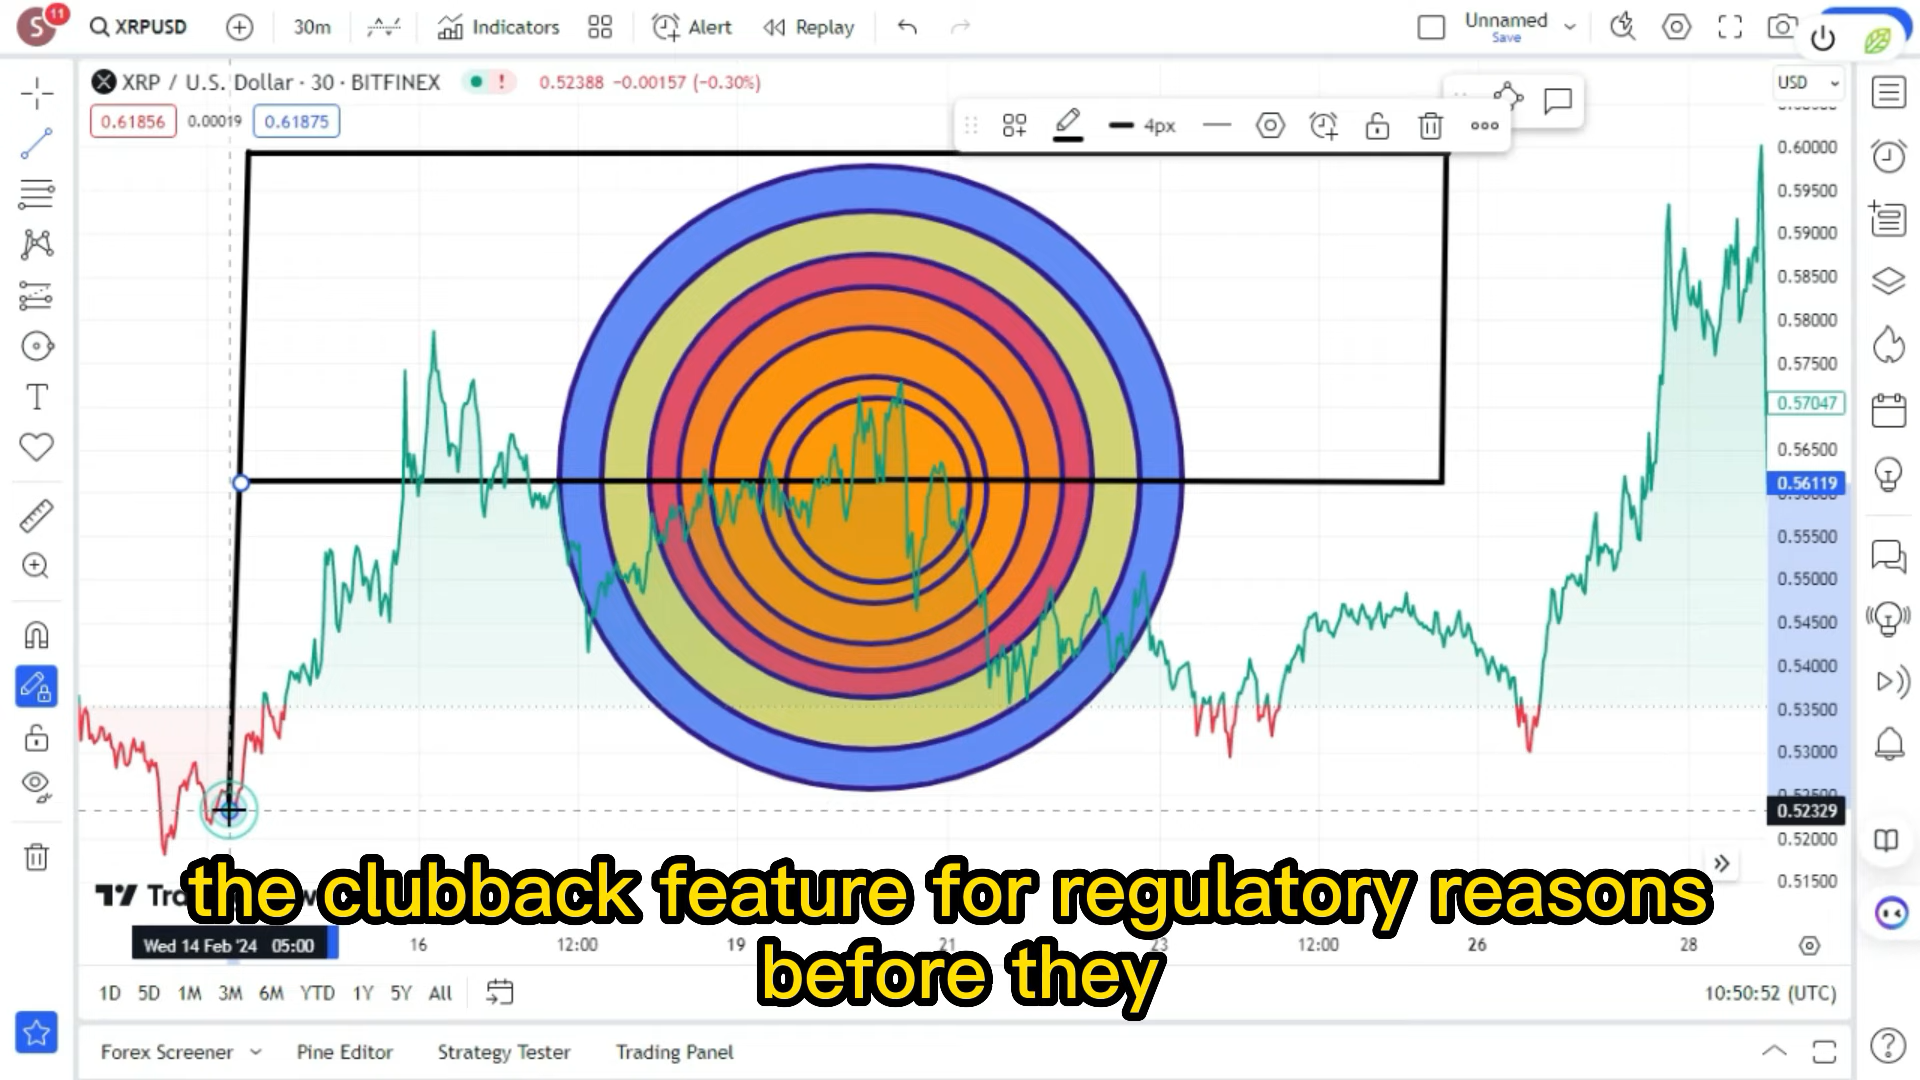 S
11
XRPUSD
30m
Indicators
Alert
Replay
Unnamed
Save
XRP / U.S. Dollar · 30 · BITFINEX
0.52388 −0.00157 (−0.30%)
USD
0.61856
0.00019
0.61875
4px
0.60000
0.59500
0.59000
0.58500
0.58000
0.57500
0.57047
0.56500
0.56119
0.55500
0.55000
0.54500
0.54000
0.53500
0.53000
0.52329
0.52000
0.51500
the clubback feature for regulatory reasons
before they
Wed 14 Feb '24 05:00
16
12:00
19
21
23
12:00
26
28
1D 5D 1M 3M 6M YTD 1Y 5Y All
10:50:52 (UTC)
Forex Screener
Pine Editor
Strategy Tester
Trading Panel